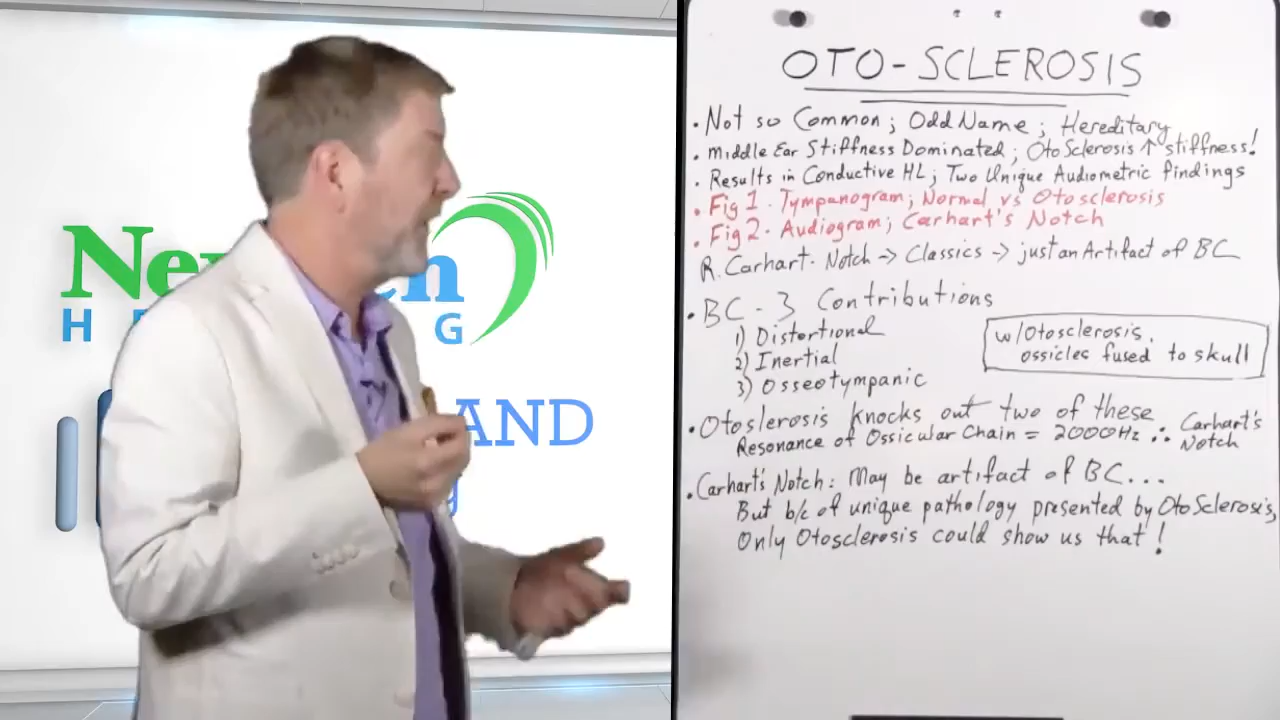 OTO-SCLEROSIS
• Not so Common; Odd Name; Hereditary
• Middle Ear Stiffness Dominated; OtoSclerosis ↑ stiffness!
• Results in Conductive HL; Two Unique Audiometric findings
• Fig 1. Tympanogram; Normal vs Otosclerosis
• Fig 2. Audiogram; Carhart's Notch
R. Carhart. Notch -> Classics -> just an Artifact of BC
• BC - 3 Contributions
1) Distortional
2) Inertial
3) Osseotympanic
w/Otosclerosis,
ossicles fused to skull
• Otoslerosis knocks out two of these
Resonance of Ossicular Chain = 2000Hz ∴ Carhart's Notch
• Carhart's Notch: May be artifact of BC...
But b/c of unique pathology presented by OtoSclerosis,
Only Otosclerosis could show us that!
AND